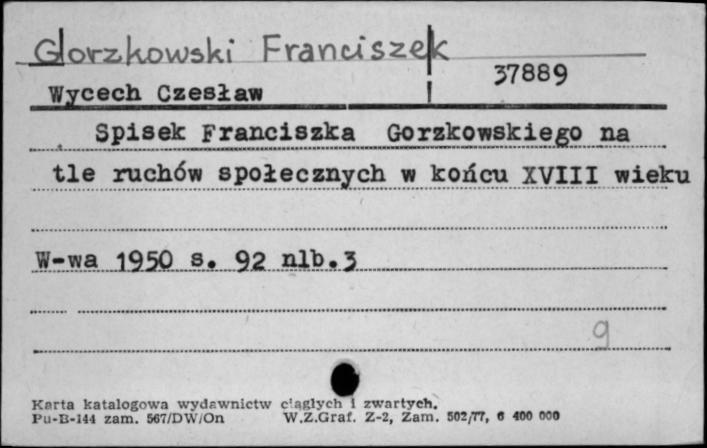 Gorzkowski Franciszek
37889
Wycech Czesław
Spisek Franciszka Gorzkowskiego na
tle ruchów społecznych w końcu XVIII wieku
W-wa 1950 s. 92 nlb.3
9
Karta katalogowa wydawnictw ciągłych i zwartych.
Pu-B-144 zam. 567/DW/On W.Z.Graf. Z-2, Zam. 502/77, 6 400 000